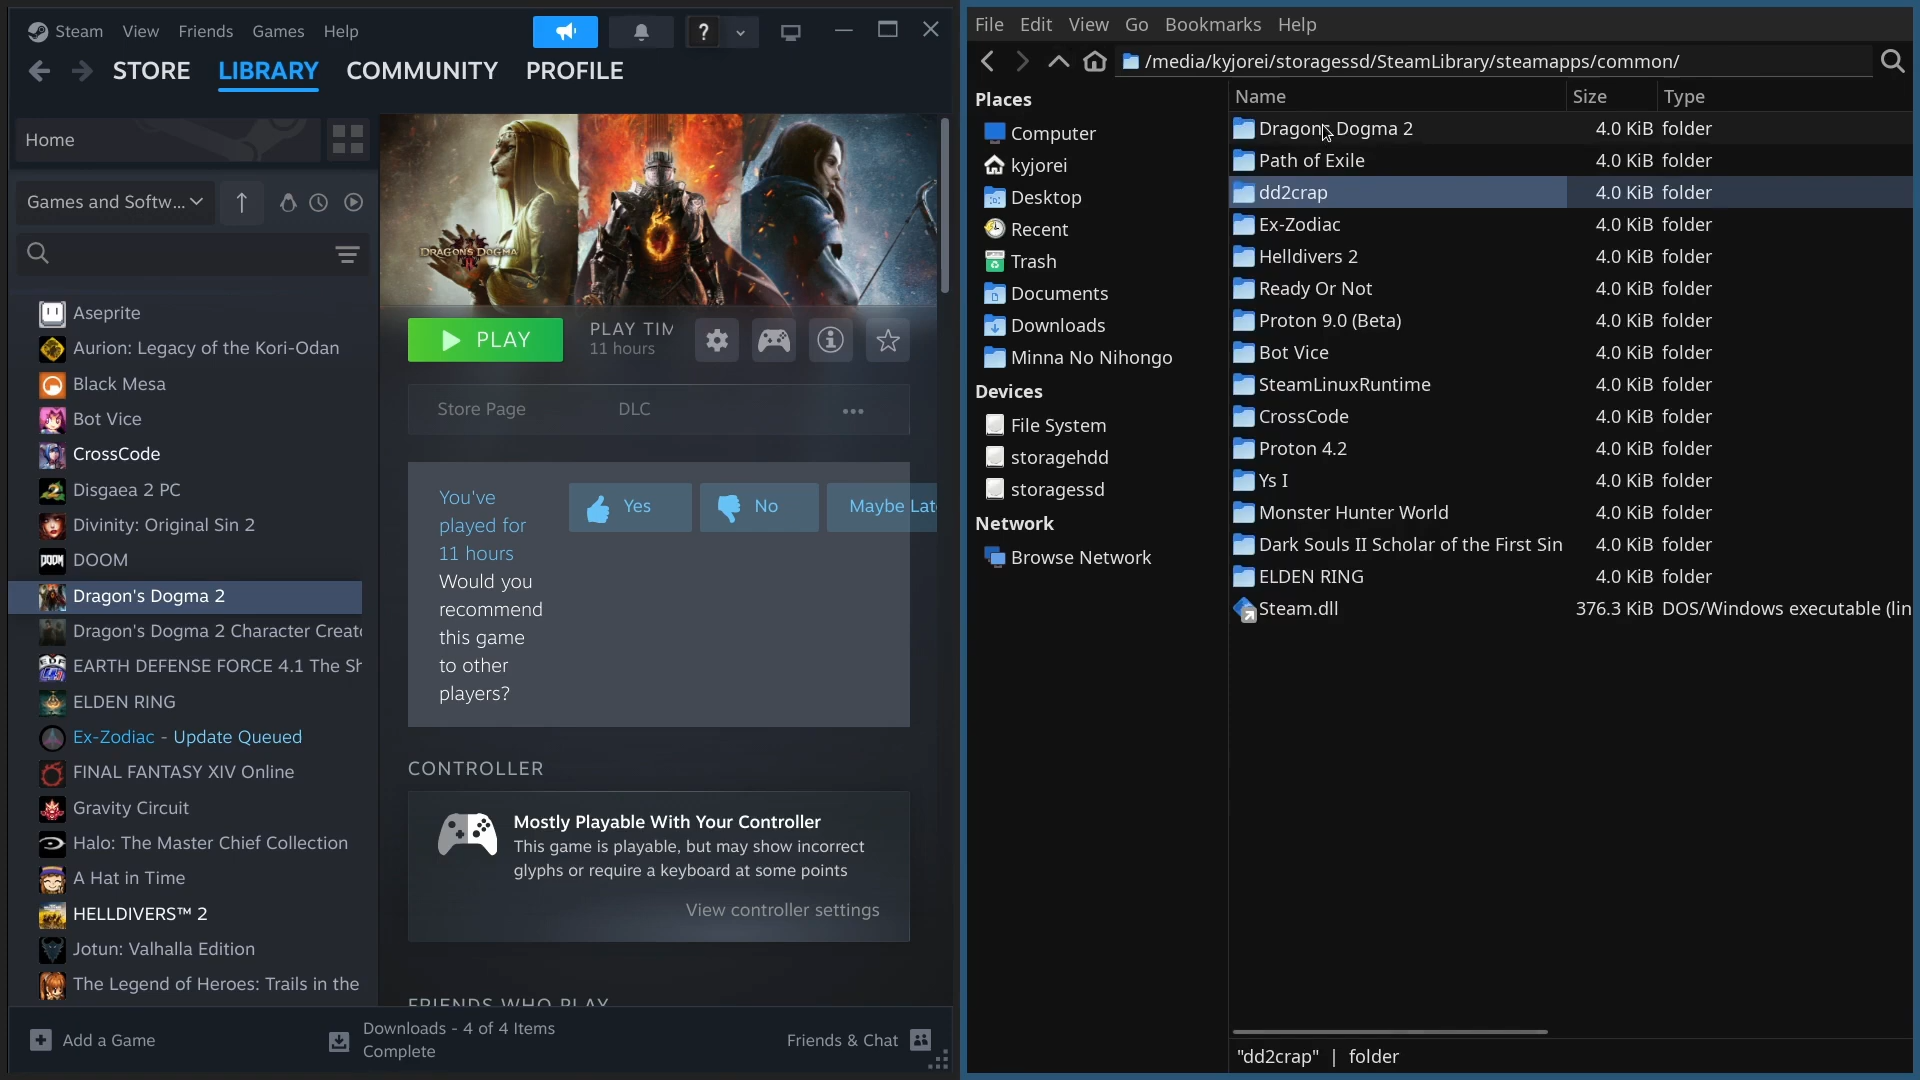 Steam View Friends Games Help ?
STORE LIBRARY COMMUNITY PROFILE
Home
Games and Softw...
Aseprite
Aurion: Legacy of the Kori-Odan
Black Mesa
Bot Vice
CrossCode
Disgaea 2 PC
Divinity: Original Sin 2
DOOM
Dragon's Dogma 2
Dragon's Dogma 2 Character Creato
EARTH DEFENSE FORCE 4.1 The Sh
ELDEN RING
Ex-Zodiac - Update Queued
FINAL FANTASY XIV Online
Gravity Circuit
Halo: The Master Chief Collection
A Hat in Time
HELLDIVERS™ 2
Jotun: Valhalla Edition
The Legend of Heroes: Trails in the
DRAGON'S DOGMA
PLAY
PLAY TIM
11 hours
Store Page DLC
You've
played for
11 hours
Would you
recommend
this game
to other
players?
Yes No Maybe Lat
CONTROLLER
Mostly Playable With Your Controller
This game is playable, but may show incorrect
glyphs or require a keyboard at some points
View controller settings
FRIENDS WHO PLAY
Add a Game
Downloads - 4 of 4 Items
Complete
Friends & Chat
File Edit View Go Bookmarks Help
/media/kyjorei/storagessd/SteamLibrary/steamapps/common/
Places
Computer
kyjorei
Desktop
Recent
Trash
Documents
Downloads
Minna No Nihongo
Devices
File System
storagehdd
storagessd
Network
Browse Network
Name Size Type
Dragons Dogma 2 4.0 KiB folder
Path of Exile 4.0 KiB folder
dd2crap 4.0 KiB folder
Ex-Zodiac 4.0 KiB folder
Helldivers 2 4.0 KiB folder
Ready Or Not 4.0 KiB folder
Proton 9.0 (Beta) 4.0 KiB folder
Bot Vice 4.0 KiB folder
SteamLinuxRuntime 4.0 KiB folder
CrossCode 4.0 KiB folder
Proton 4.2 4.0 KiB folder
Ys I 4.0 KiB folder
Monster Hunter World 4.0 KiB folder
Dark Souls II Scholar of the First Sin 4.0 KiB folder
ELDEN RING 4.0 KiB folder
Steam.dll 376.3 KiB DOS/Windows executable (lin
"dd2crap" | folder